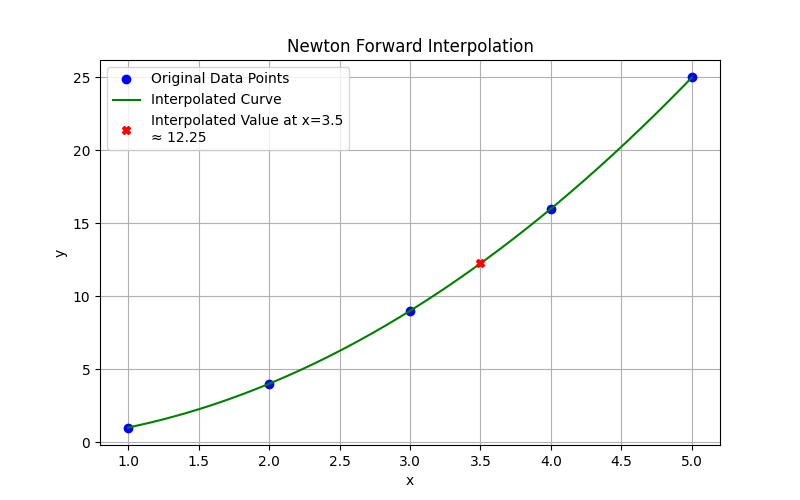 Newton Forward Interpolation
Original Data Points
Interpolated Curve
Interpolated Value at x=3.5
≈ 12.25
25
20
15
10
5
0
y
1.0 1.5 2.0 2.5 3.0 3.5 4.0 4.5 5.0
x